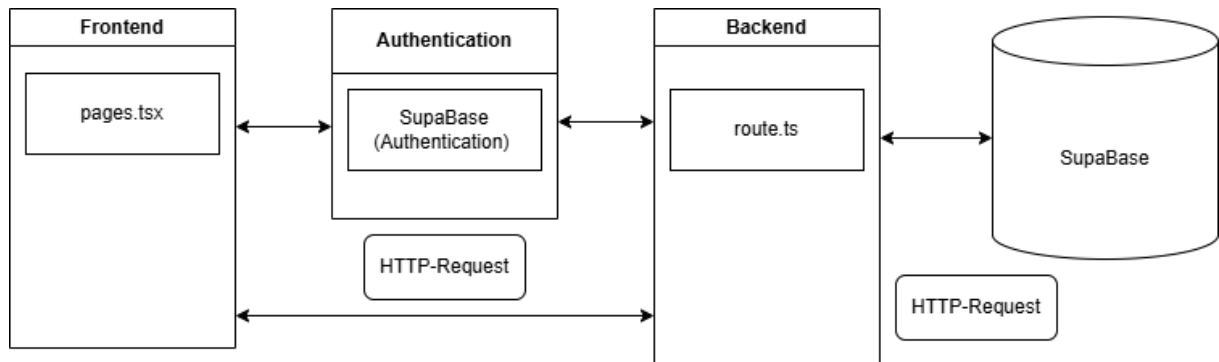 Frontend
pages.tsx
Authentication
SupaBase
(Authentication)
HTTP-Request
Backend
route.ts
SupaBase
HTTP-Request